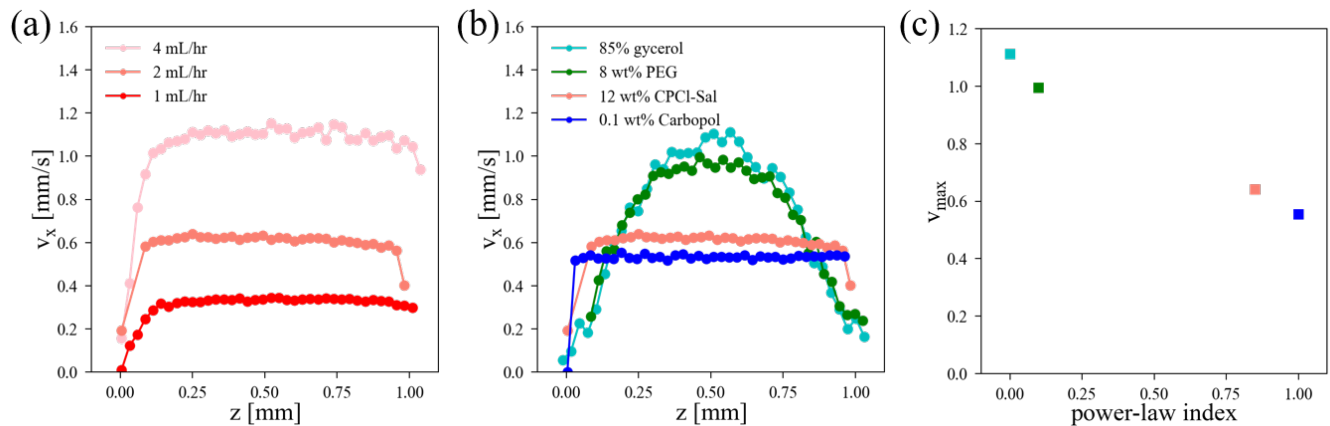 (a)
1.6
1.4
1.2
1.0
0.8
0.6
0.4
0.2
0.0
vx [mm/s]
4 mL/hr
2 mL/hr
1 mL/hr
0.00 0.25 0.50 0.75 1.00
z [mm]
(b)
1.6
1.4
1.2
1.0
0.8
0.6
0.4
0.2
0.0
vx [mm/s]
85% gycerol
8 wt% PEG
12 wt% CPCl-Sal
0.1 wt% Carbopol
0.00 0.25 0.50 0.75 1.00
z [mm]
(c)
1.2
1.0
0.8
0.6
0.4
0.2
0.0
vmax
0.00 0.25 0.50 0.75 1.00
power-law index